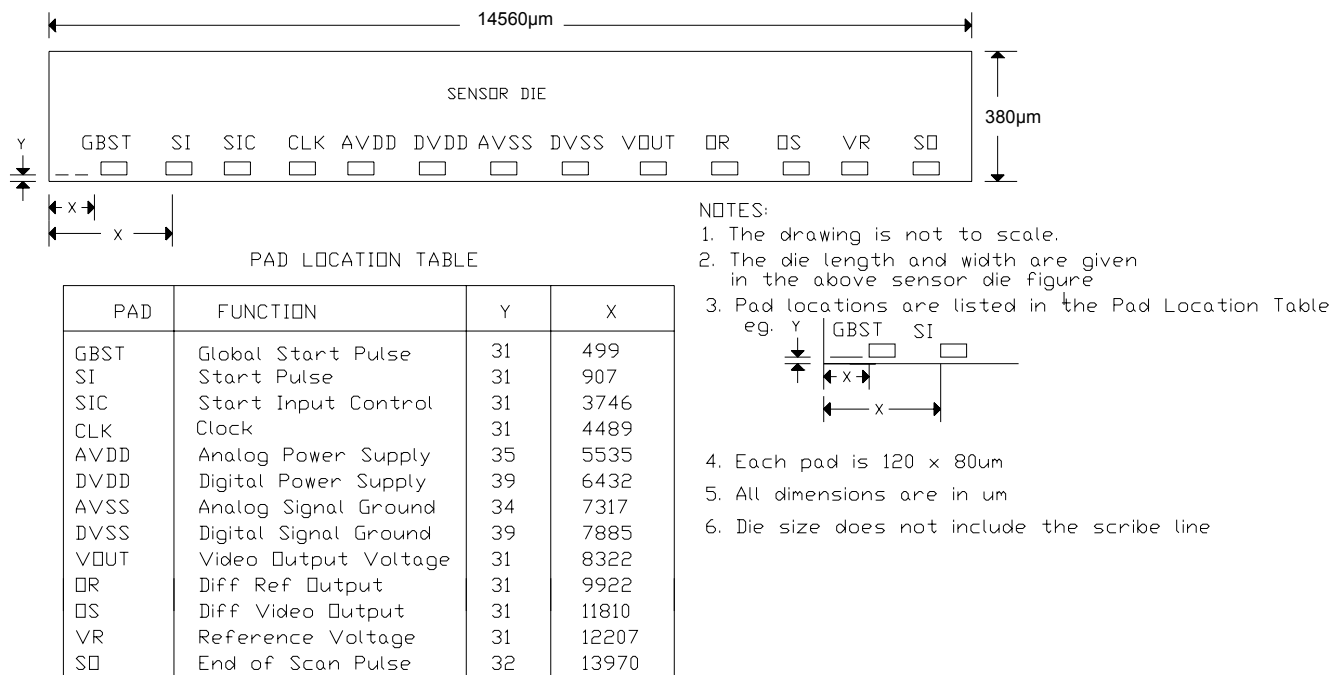 14560µm
SENSOR DIE
380µm
GBST SI SIC CLK AVDD DVDD AVSS DVSS VOUT OR OS VR SO
Y
X
X
PAD LOCATION TABLE
PAD FUNCTION Y X
GBST Global Start Pulse 31 499
SI Start Pulse 31 907
SIC Start Input Control 31 3746
CLK Clock 31 4489
AVDD Analog Power Supply 35 5535
DVDD Digital Power Supply 39 6432
AVSS Analog Signal Ground 34 7317
DVSS Digital Signal Ground 39 7885
VOUT Video Output Voltage 31 8322
OR Diff Ref Output 31 9922
OS Diff Video Output 31 11810
VR Reference Voltage 31 12207
SO End of Scan Pulse 32 13970
NOTES:
1. The drawing is not to scale.
2. The die length and width are given
in the above sensor die figure
3. Pad locations are listed in the Pad Location Table
eg. Y GBST SI
X
X
4. Each pad is 120 x 80um
5. All dimensions are in um
6. Die size does not include the scribe line